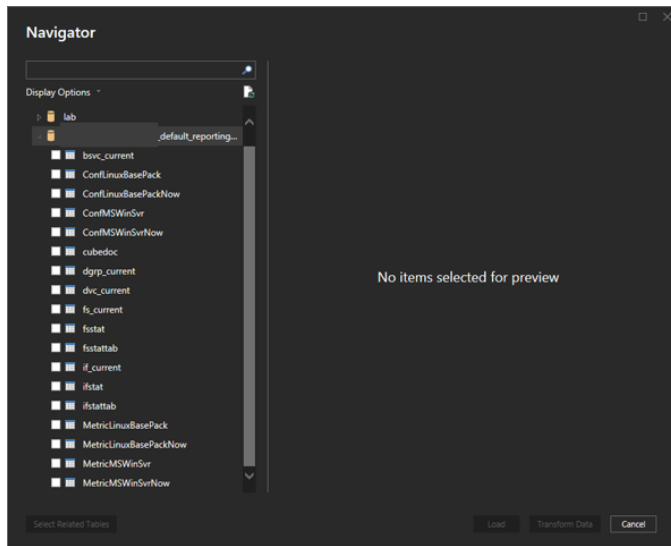 Navigator
Display Options
lab
_default_reporting...
bsvc_current
ConfLinuxBasePack
ConfLinuxBasePackNow
ConfMSWinSvr
ConfMSWinSvrNow
cubedoc
dgrp_current
dvc_current
fs_current
fsstat
fsstattab
if_current
ifstat
ifstattab
MetricLinuxBasePack
MetricLinuxBasePackNow
MetricMSWinSvr
MetricMSWinSvrNow
No items selected for preview
Select Related Tables
Load
Transform Data
Cancel